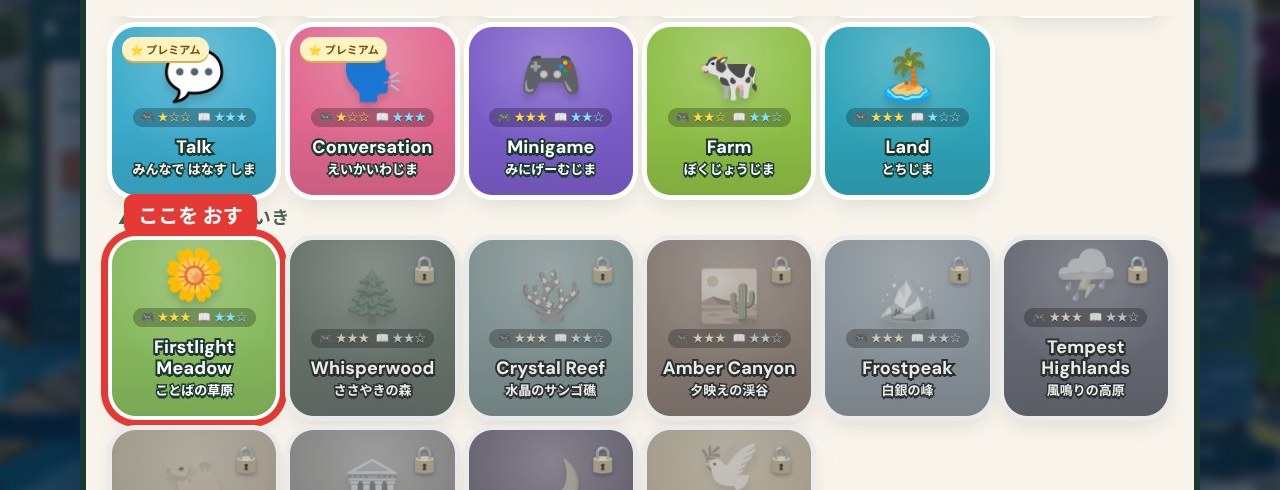 プレミアム
プレミアム
Talk
みんなで はなす しま
Conversation
えいかいわじま
Minigame
みにげーむじま
Farm
ぼくじょうじま
Land
とちじま
ここを おす
いき
Firstlight
Meadow
ことばの草原
Whisperwood
ささやきの森
Crystal Reef
水晶のサンゴ礁
Amber Canyon
夕映えの渓谷
Frostpeak
白銀の峰
Tempest
Highlands
風鳴りの高原